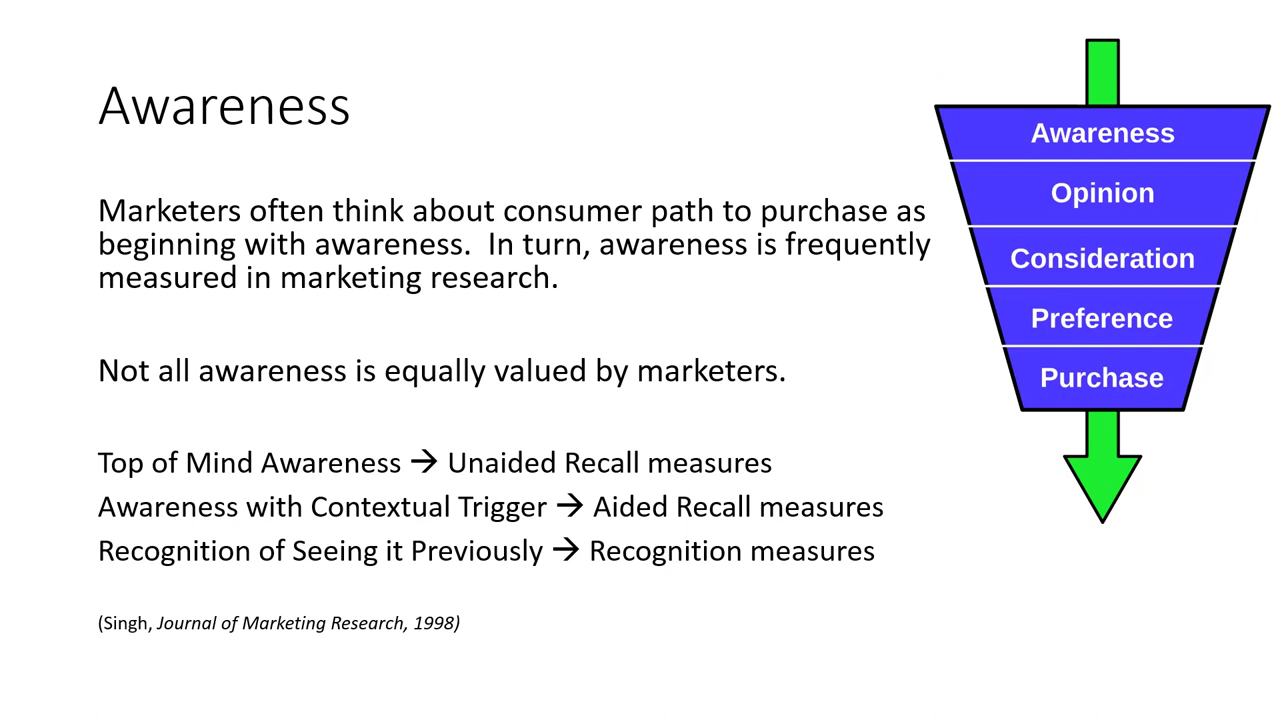 Awareness
Marketers often think about consumer path to purchase as
beginning with awareness.  In turn, awareness is frequently
measured in marketing research.
Not all awareness is equally valued by marketers.
Top of Mind Awareness → Unaided Recall measures
Awareness with Contextual Trigger → Aided Recall measures
Recognition of Seeing it Previously → Recognition measures
(Singh, Journal of Marketing Research, 1998)
Awareness
Opinion
Consideration
Preference
Purchase